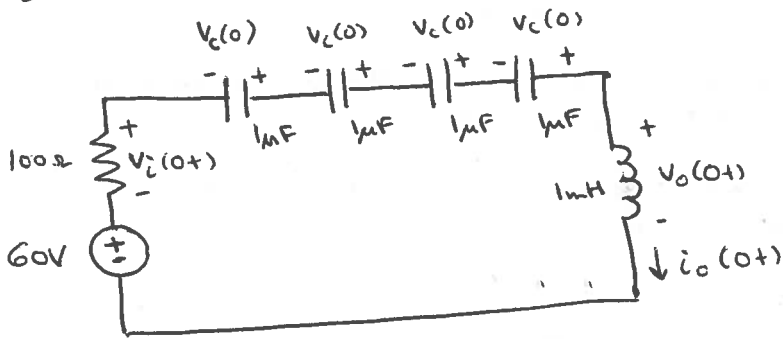 Vc(0) Vc(0) Vc(0) Vc(0)
- + - + - + - +
1μF 1μF 1μF 1μF
+
100Ω Vi(0+)
-
+
1mH Vo(0+)
-
60V + -
↓ io(0+)